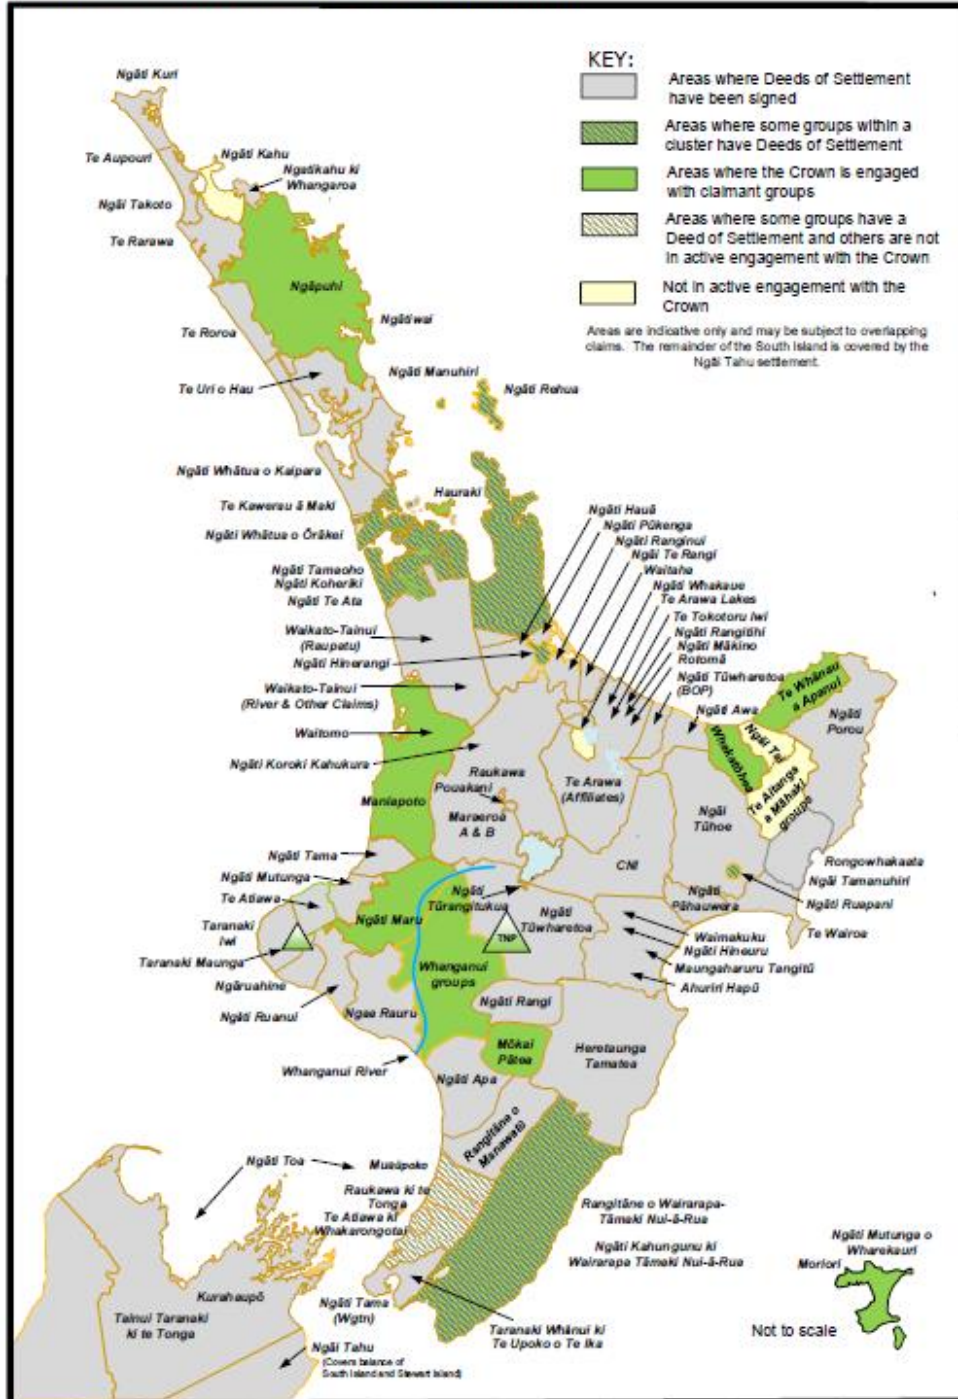 KEY:
Areas where Deeds of Settlement
have been signed
Areas where some groups within a
cluster have Deeds of Settlement
Areas where the Crown is engaged
with claimant groups
Areas where some groups have a
Deed of Settlement and others are not
in active engagement with the Crown
Not in active engagement with the
Crown
Areas are indicative only and may be subject to overlapping
claims. The remainder of the South Island is covered by the
Ngāi Tahu settlement.
Ngāti Kuri
Te Aupouri
Ngāti Kahu
Ngatikahu ki
Whangaroa
Ngāi Takoto
Te Rarawa
Ngāpuhi
Ngātiwai
Te Roroa
Ngāti Manuhiri
Te Uri o Hau
Ngāti Rehua
Ngāti Whātua o Kaipara
Hauraki
Te Kawerau ā Maki
Ngāti Whātua o Ōrākei
Ngāti Hauā
Ngāti Pūkenga
Ngāti Ranginui
Ngāi Te Rangi
Waitaha
Ngāti Whakaue
Te Arawa Lakes
Te Tokotoru Iwi
Ngāti Rangitihi
Ngāti Mākino
Rotomā
Ngāti Tūwharetoa
(BOP)
Ngāti Awa
Ngāti Tamaoho
Ngāti Koheriki
Ngāti Te Ata
Waikato-Tainui
(Raupatu)
Ngāti Hinerangi
Waikato-Tainui
(River & Other Claims)
Waitomo
Ngāti Koroki Kahukura
Te Whānau
a Apanui
Ngāti
Porou
Whakatōhea
Ngāi Tai
Te Aitanga
a Māhaki
groups
Raukawa
Pouakani
Maraeroa
A & B
Te Arawa
(Affiliates)
Ngāi
Tūhoe
Maniapoto
CNI
Ngāti Tama
Ngāti Mutunga
Te Atiawa
Taranaki
Iwi
Taranaki Maunga
Ngāruahine
Ngāti Ruanui
Ngāti Maru
Ngāti
Tūrangitukua
TNP
Ngāti
Tūwharetoa
Ngāti
Pāhauwera
Rongowhakaata
Ngāi Tamanuhiri
Ngāti Ruapani
Te Wairoa
Waimakuku
Ngāti Hineuru
Maungaharuru Tangitū
Ahuriri Hapū
Whanganui
groups
Ngāti Rangi
Ngaa Rauru
Mōkai
Pātea
Heretaunga
Tamatea
Whanganui River
Ngāti Apa
Rangitāne o
Manawatū
Ngāti Toa
Muaūpoko
Raukawa ki te
Tonga
Te Atiawa ki
Whakarongotai
Rangitāne o Wairarapa-
Tāmaki Nui-ā-Rua
Ngāti Kahungunu ki
Wairarapa Tāmaki Nui-ā-Rua
Kurahaupō
Ngāti Tama
(Wgtn)
Tainui Taranaki
ki te Tonga
Ngāi Tahu
(Covers balance of
South Island and Stewart Island)
Taranaki Whānui ki
Te Upoko o Te Ika
Ngāti Mutunga o
Wharekauri
Moriori
Not to scale